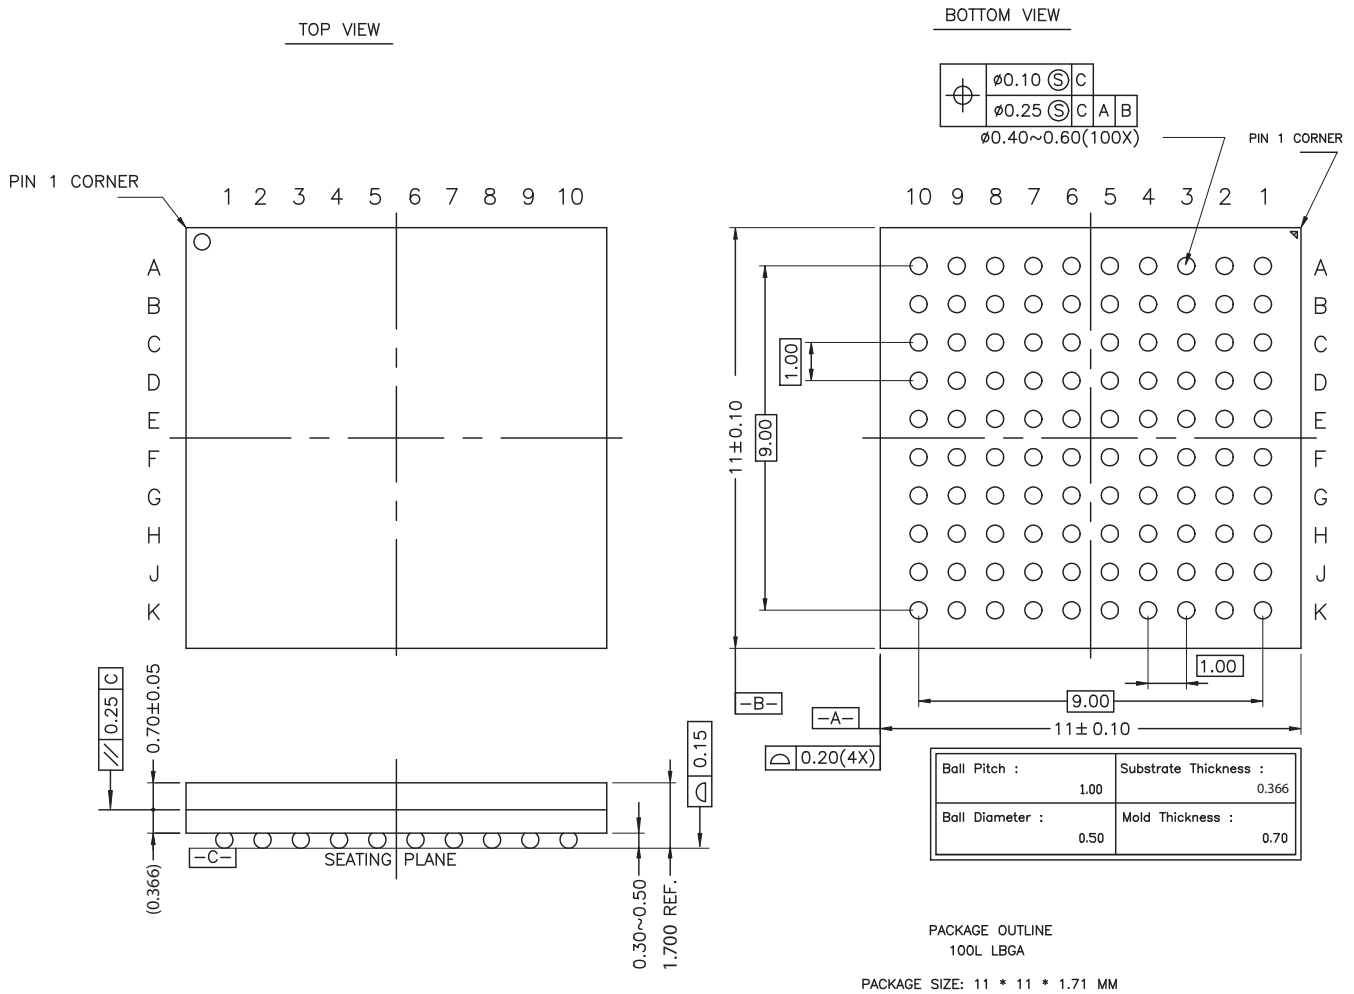 TOP VIEW
BOTTOM VIEW
⌀0.10 Ⓢ C
⌀0.25 Ⓢ C A B
⌀0.40~0.60(100X)
PIN 1 CORNER
PIN 1 CORNER
1 2 3 4 5 6 7 8 9 10
10 9 8 7 6 5 4 3 2 1
A
B
C
D
E
F
G
H
J
K
A
B
C
D
E
F
G
H
J
K
1.00
9.00
11±0.10
1.00
9.00
11±0.10
-B-
-A-
0.20(4X)
0.25 C
0.70±0.05
0.15
-C-
SEATING PLANE
(0.366)
0.30~0.50
1.700 REF.
Ball Pitch :
1.00
Substrate Thickness :
0.366
Ball Diameter :
0.50
Mold Thickness :
0.70
PACKAGE OUTLINE
100L LBGA
PACKAGE SIZE: 11 * 11 * 1.71 MM